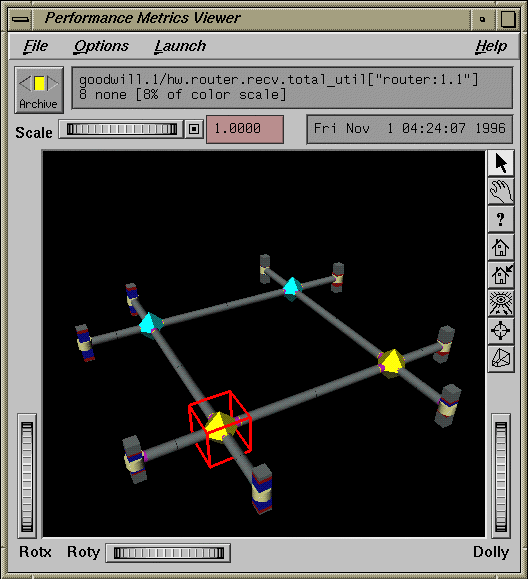 Performance Metrics Viewer
File Options Launch Help
goodwill.1/hw.router.recv.total_util["router:1.1"]
8 none [8% of color scale]
Archive
Scale 1.0000 Fri Nov 1 04:24:07 1996
?
Rotx Roty Dolly